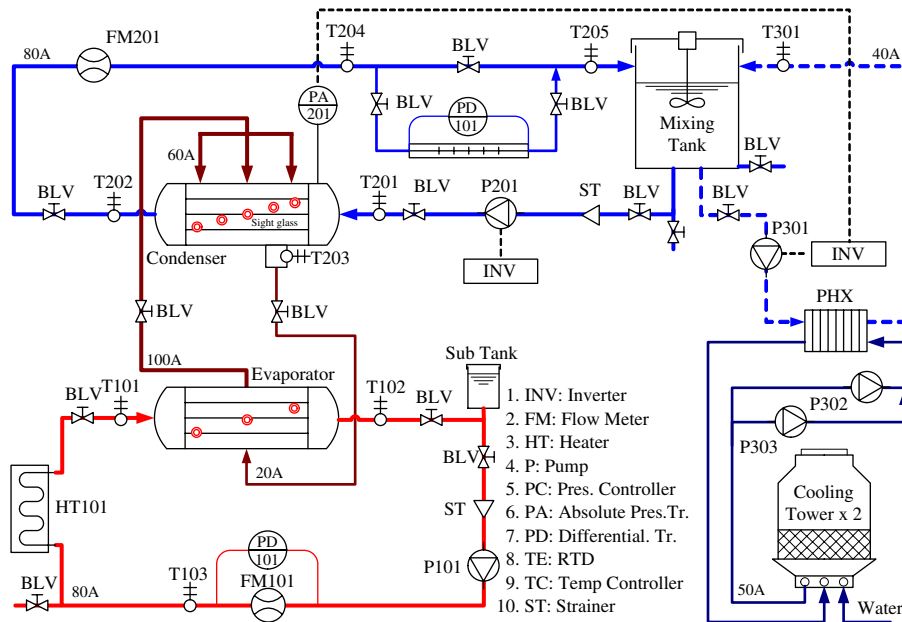 80A
FM201
T204
BLV
T205
T301
40A
PA
201
BLV
PD
101
BLV
Mixing
Tank
BLV
60A
BLV
T202
T201
BLV
P201
ST
BLV
BLV
Sight glass
P301
Condenser
T203
INV
INV
BLV
BLV
PHX
100A
Sub Tank
Evaporator
BLV
T101
T102
BLV
1. INV: Inverter
2. FM: Flow Meter
3. HT: Heater
4. P: Pump
5. PC: Pres. Controller
6. PA: Absolute Pres.Tr.
7. PD: Differential. Tr.
8. TE: RTD
9. TC: Temp Controller
10. ST: Strainer
P302
P303
BLV
20A
HT101
ST
Cooling
Tower x 2
PD
101
BLV
T103
FM101
P101
80A
50A
Water